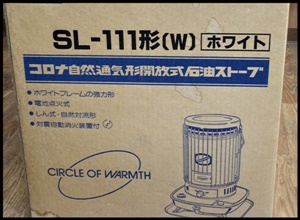 SL-111形(W) ホワイト
コロナ自然通気形開放式石油ストーブ
●ホワイトフレームの強力形
●電池点火式
●しん式・自然対流形
●対震自動消火装置付
CIRCLE OF WARMTH